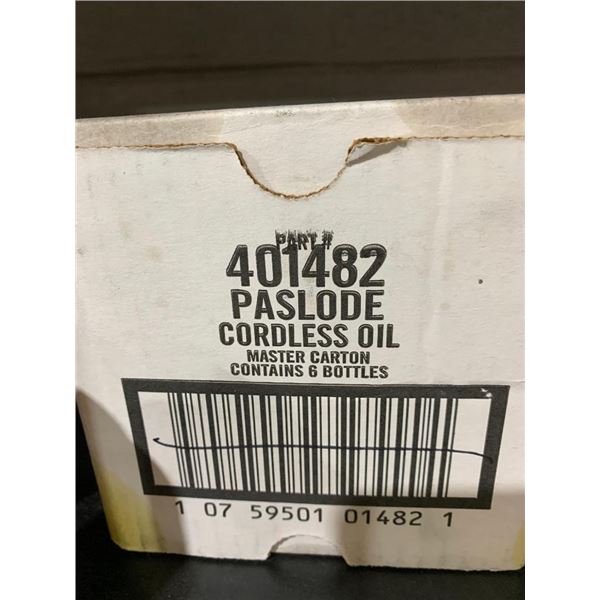 PART #
401482
PASLODE
CORDLESS OIL
MASTER CARTON
CONTAINS 6 BOTTLES
1 07 59501 01482 1